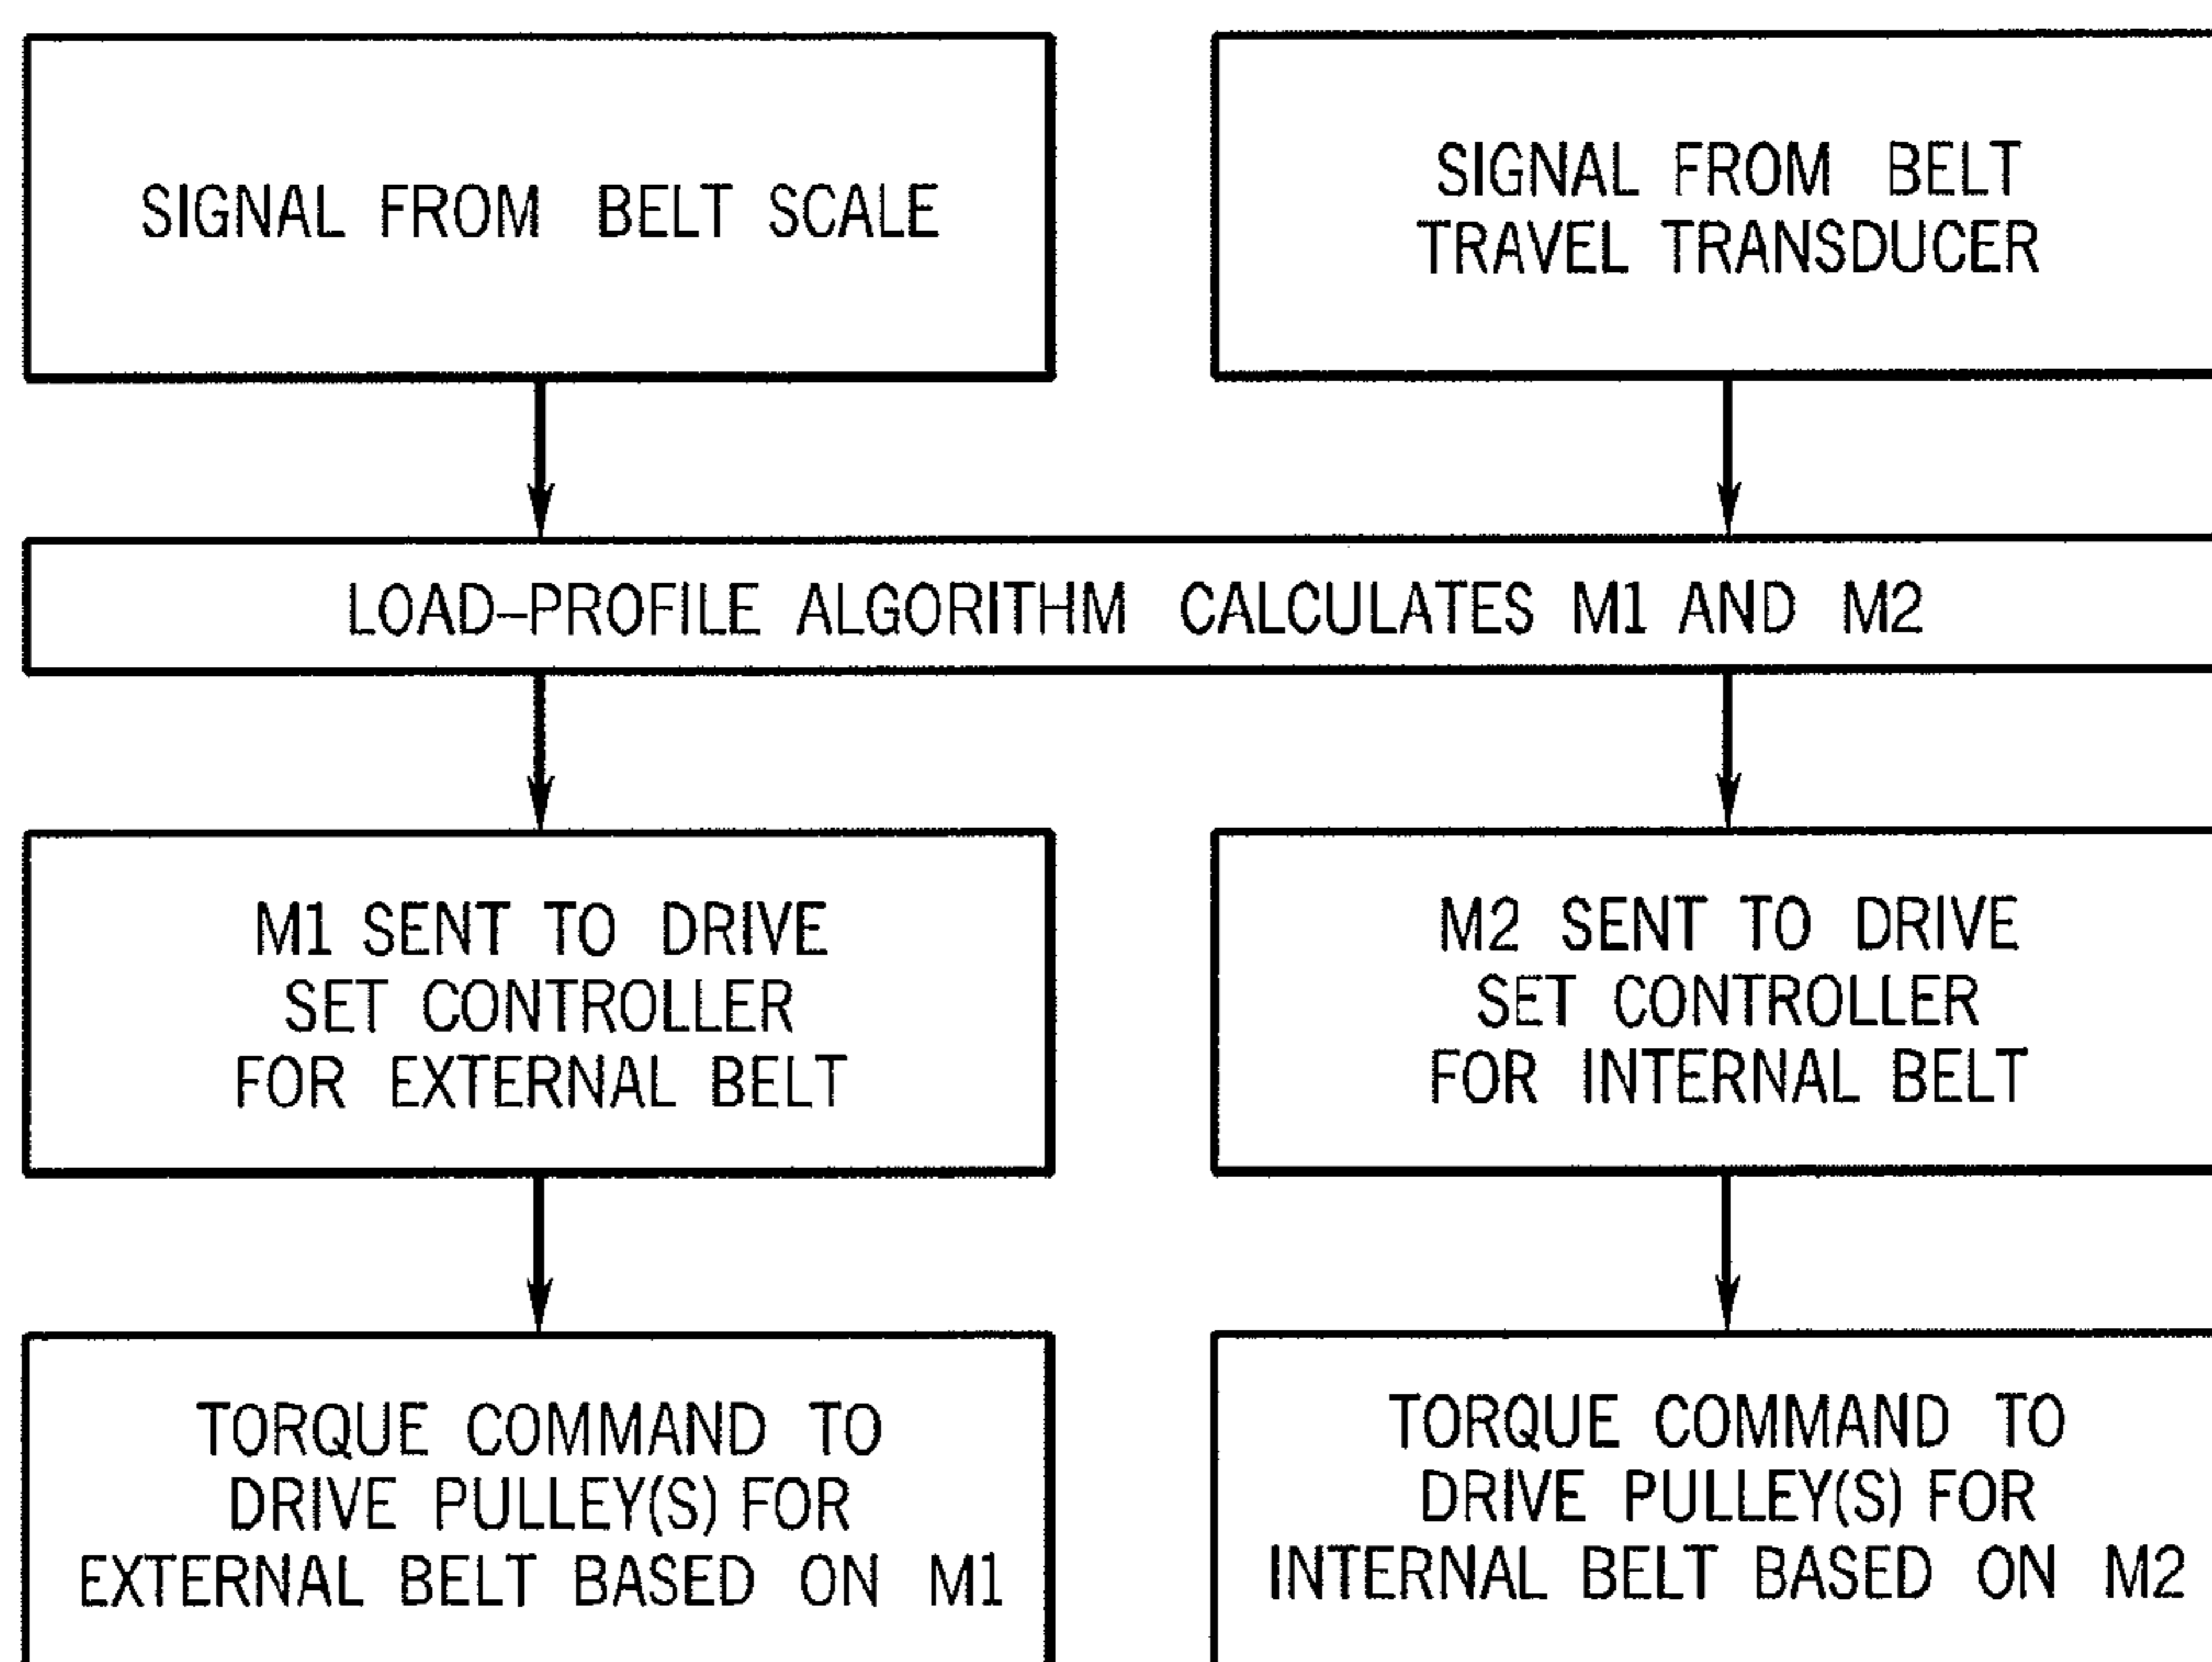 SIGNAL FROM BELT SCALE
SIGNAL FROM BELT
TRAVEL TRANSDUCER
LOAD-PROFILE ALGORITHM CALCULATES M1 AND M2
M1 SENT TO DRIVE
SET CONTROLLER
FOR EXTERNAL BELT
M2 SENT TO DRIVE
SET CONTROLLER
FOR INTERNAL BELT
TORQUE COMMAND TO
DRIVE PULLEY(S) FOR
EXTERNAL BELT BASED ON M1
TORQUE COMMAND TO
DRIVE PULLEY(S) FOR
INTERNAL BELT BASED ON M2